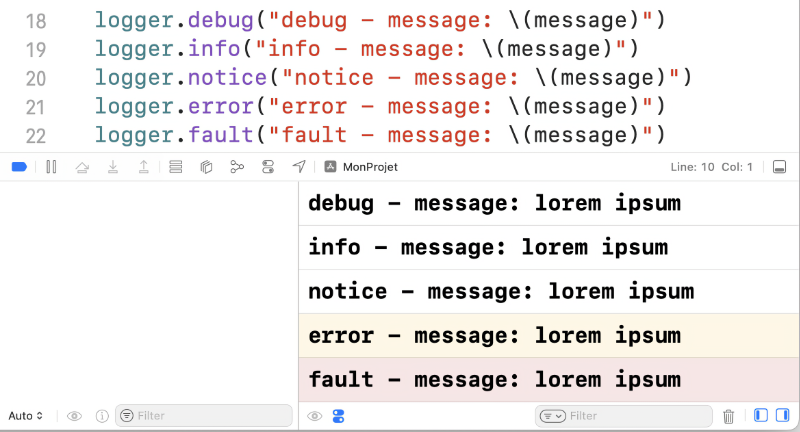 18 logger.debug("debug – message: \(message)")
19 logger.info("info – message: \(message)")
20 logger.notice("notice – message: \(message)")
21 logger.error("error – message: \(message)")
22 logger.fault("fault – message: \(message)")
MonProjet Line: 10 Col: 1
debug – message: lorem ipsum
info – message: lorem ipsum
notice – message: lorem ipsum
error – message: lorem ipsum
fault – message: lorem ipsum
Auto Filter Filter